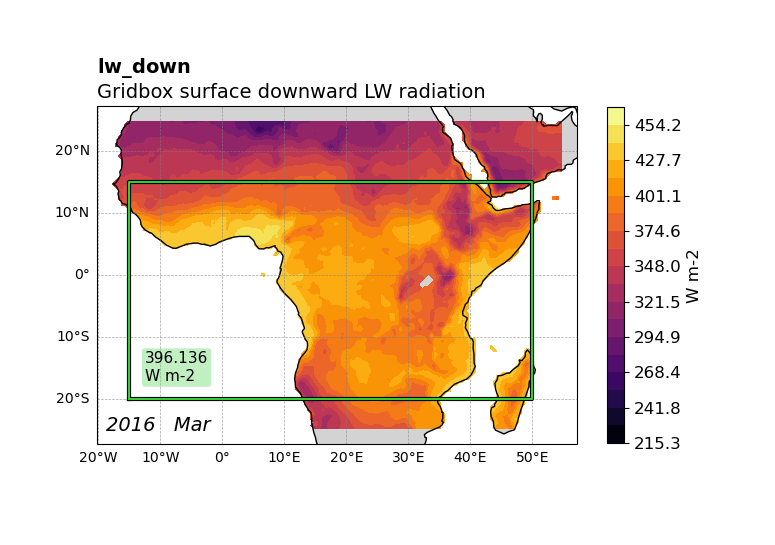 lw_down
Gridbox surface downward LW radiation
20°N
10°N
0°
10°S
20°S
396.136
W m-2
2016 Mar
20°W 10°W 0° 10°E 20°E 30°E 40°E 50°E
454.2
427.7
401.1
374.6
348.0
321.5
294.9
268.4
241.8
215.3
W m-2